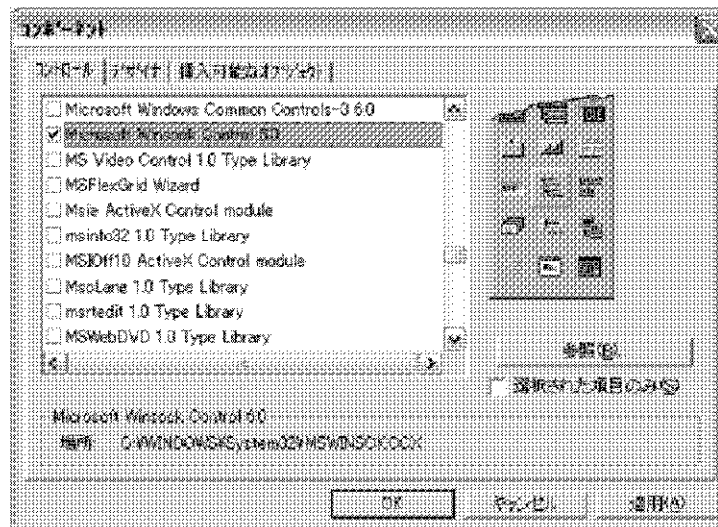 コンポーネント
コントロール デザイナ 挿入可能なオブジェクト
Microsoft Windows Common Controls-3 6.0
Microsoft Winsock Control 6.0
MS Video Control 1.0 Type Library
MSFlexGrid Wizard
Msie ActiveX Control module
msinfo32 1.0 Type Library
MSIOff10 ActiveX Control module
MsoLane 1.0 Type Library
msrtedit 1.0 Type Library
MSWebDVD 1.0 Type Library
参照(B)
選択された項目のみ(S)
Microsoft Winsock Control 6.0
場所: C:\WINDOWS\System32\MSWINSCK.OCX
OK キャンセル 適用(A)